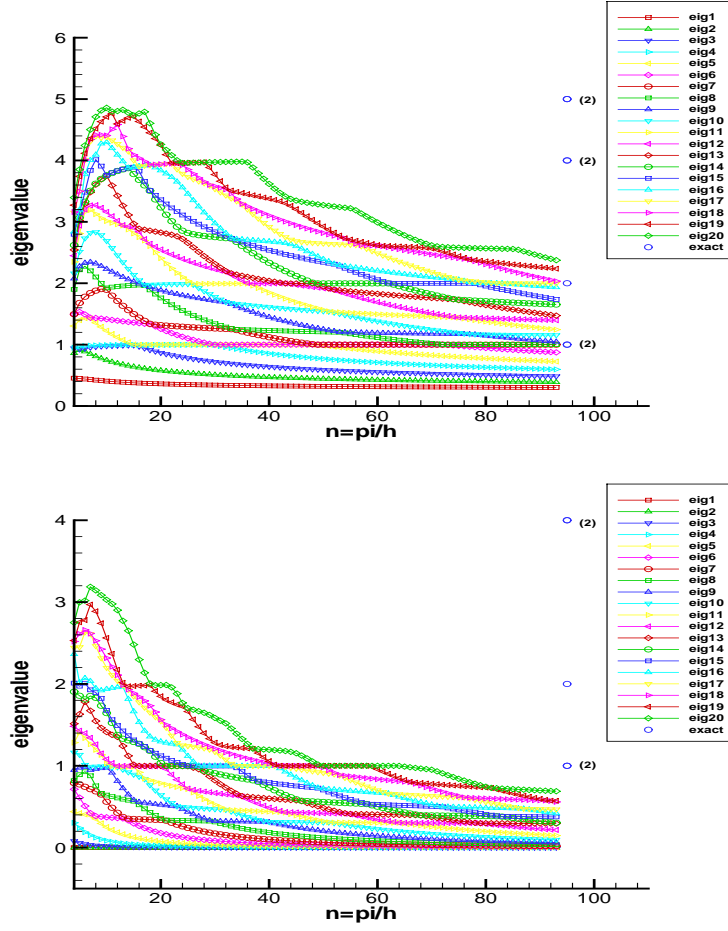 eig1
eig2
eig3
eig4
eig5
eig6
eig7
eig8
eig9
eig10
eig11
eig12
eig13
eig14
eig15
eig16
eig17
eig18
eig19
eig20
exact
6
5
4
3
2
1
0
(2)
(2)
(2)
eigenvalue
20
40
60
80
100
n=pi/h
eig1
eig2
eig3
eig4
eig5
eig6
eig7
eig8
eig9
eig10
eig11
eig12
eig13
eig14
eig15
eig16
eig17
eig18
eig19
eig20
exact
4
3
2
1
0
(2)
(2)
eigenvalue
20
40
60
80
100
n=pi/h